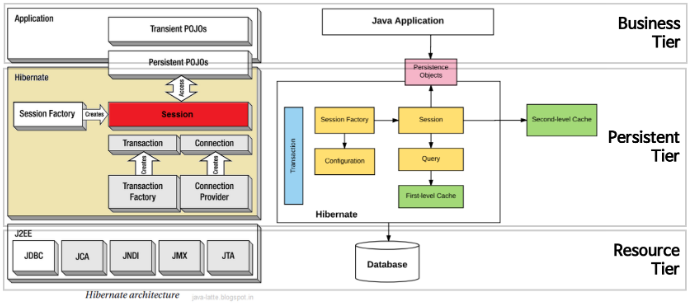 Application
Transient POJOs
Persistent POJOs
Java Application
Business
Tier
Hibernate
Access
Session Factory
Creates
Session
Transaction
Connection
Creates
Creates
Transaction
Factory
Connection
Provider
Persistence
Objects
Transaction
Session Factory
Session
Second-level Cache
Configuration
Query
First-level Cache
Hibernate
Persistent
Tier
J2EE
JDBC
JCA
JNDI
JMX
JTA
Database
Resource
Tier
Hibernate architecture
java-latte.blogspot.in